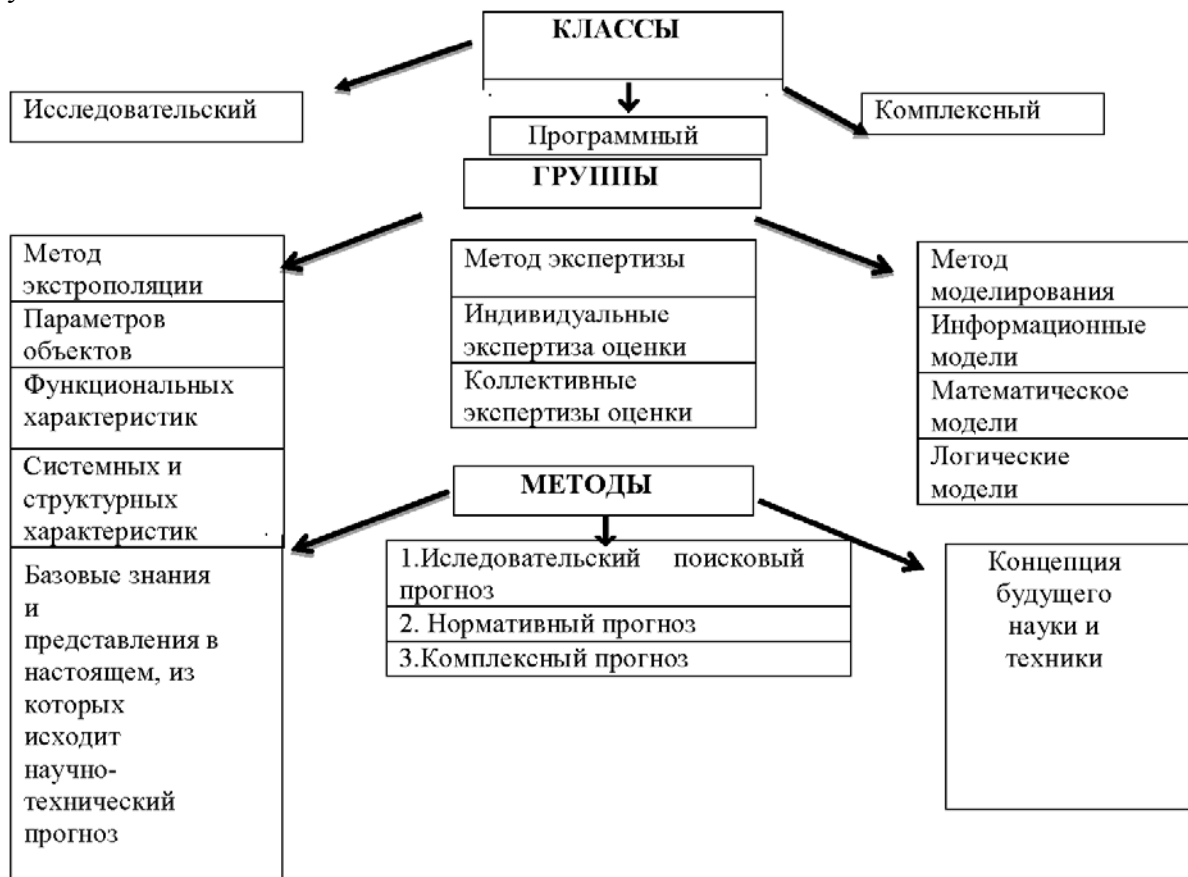 КЛАССЫ
Исследовательский
Программный
Комплексный
ГРУППЫ
Метод
экстрополяции
Параметров
объектов
Функциональных
характеристик
Системных и
структурных
характеристик
Метод экспертизы
Индивидуальные
экспертиза оценки
Коллективные
экспертизы оценки
Метод
моделирования
Информационные
модели
Математическое
модели
Логические
модели
МЕТОДЫ
Базовые знания
и
представления в
настоящем, из
которых
исходит
научно-
технический
прогноз
1.Иследовательский поисковый
прогноз
2. Нормативный прогноз
3.Комплексный прогноз
Концепция
будущего
науки и
техники